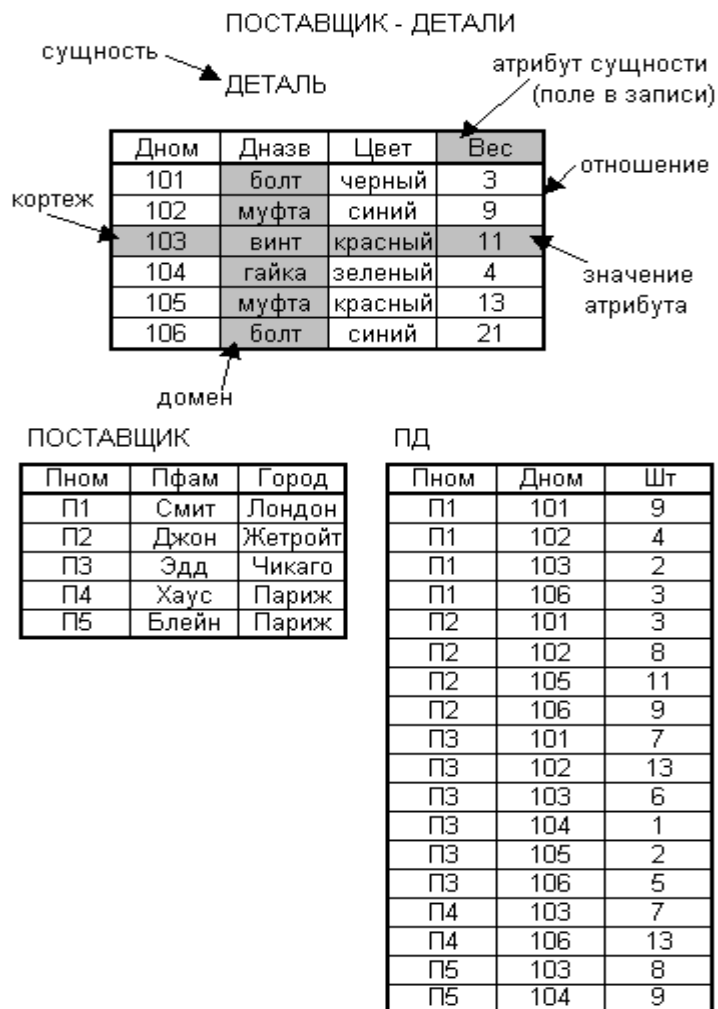 ПОСТАВЩИК - ДЕТАЛИ
сущность
ДЕТАЛЬ
атрибут сущности
(поле в записи)
Дном Дназв Цвет Вес
101 болт черный 3
102 муфта синий 9
103 винт красный 11
104 гайка зеленый 4
105 муфта красный 13
106 болт синий 21
отношение
кортеж
значение
атрибута
домен
ПОСТАВЩИК
Пном Пфам Город
П1 Смит Лондон
П2 Джон Жетройт
П3 Эдд Чикаго
П4 Хаус Париж
П5 Блейн Париж
ПД
Пном Дном Шт
П1 101 9
П1 102 4
П1 103 2
П1 106 3
П2 101 3
П2 102 8
П2 105 11
П2 106 9
П3 101 7
П3 102 13
П3 103 6
П3 104 1
П3 105 2
П3 106 5
П4 103 7
П4 106 13
П5 103 8
П5 104 9